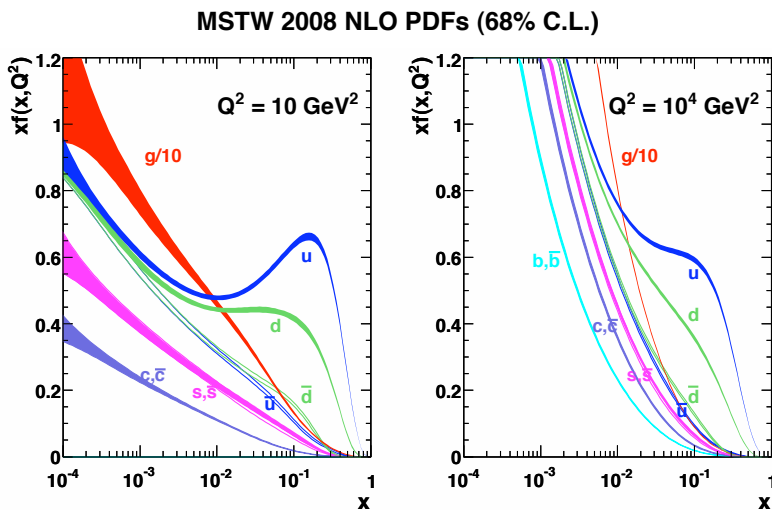 MSTW 2008 NLO PDFs (68% C.L.)
xf(x,Q²)
Q² = 10 GeV²
g/10
u
d
c,c̅
s,s̅
u̅
d̅
0
0.2
0.4
0.6
0.8
1
1.2
10⁻⁴
10⁻³
10⁻²
10⁻¹
1
x
xf(x,Q²)
Q² = 10⁴ GeV²
g/10
b,b̅
u
d
c,c̅
s,s̅
d̅
u̅
0
0.2
0.4
0.6
0.8
1
1.2
10⁻⁴
10⁻³
10⁻²
10⁻¹
1
x